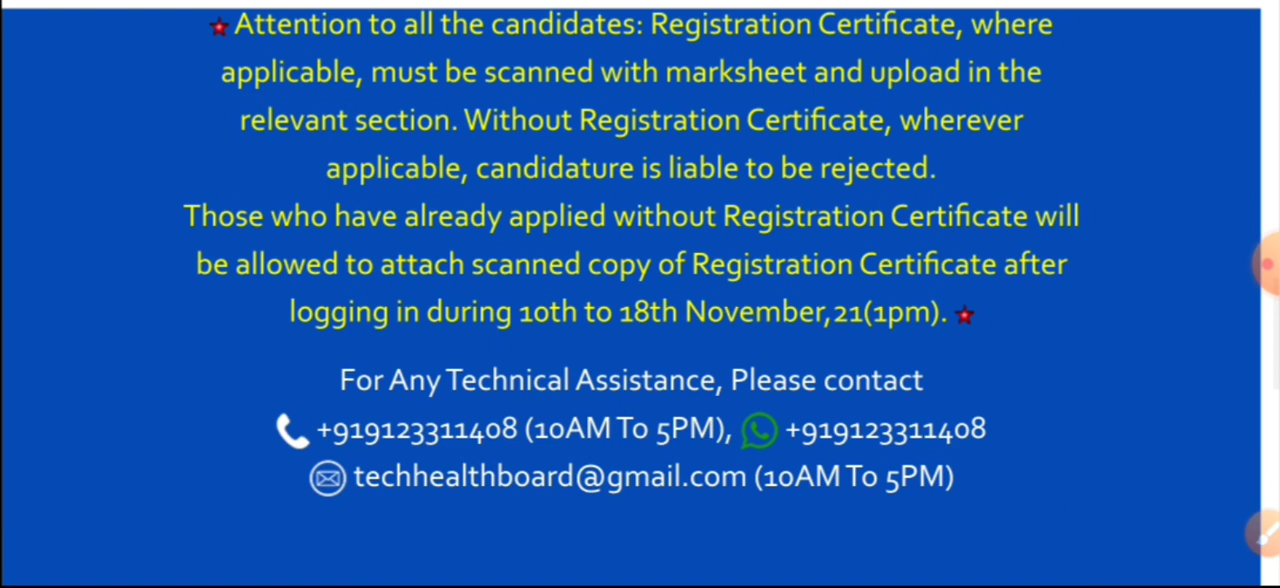 Attention to all the candidates: Registration Certificate, where
applicable, must be scanned with marksheet and upload in the
relevant section. Without Registration Certificate, wherever
applicable, candidature is liable to be rejected.
Those who have already applied without Registration Certificate will
be allowed to attach scanned copy of Registration Certificate after
logging in during 10th to 18th November,21(1pm).
For Any Technical Assistance, Please contact
+919123311408 (10AM To 5PM), +919123311408
techhealthboard@gmail.com (10AM To 5PM)